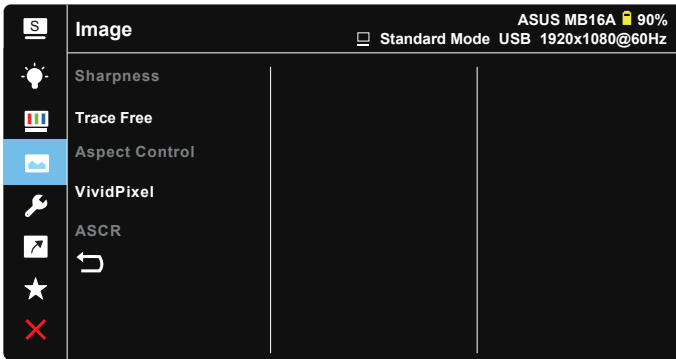 S
Image
ASUS MB16A 90%
Standard Mode USB 1920x1080@60Hz
Sharpness
Trace Free
Aspect Control
VividPixel
ASCR